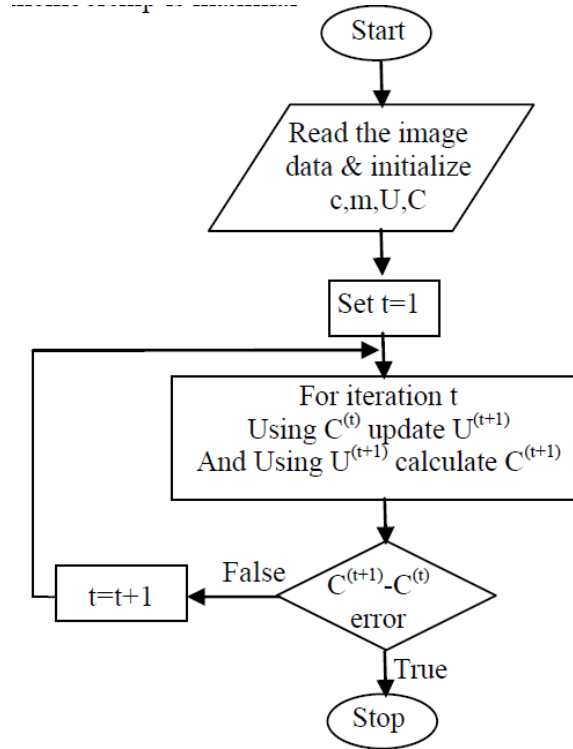 Start
Read the image
data & initialize
c,m,U,C
Set t=1
For iteration t
Using C^(t) update U^(t+1)
And Using U^(t+1) calculate C^(t+1)
C^(t+1)-C^(t)
error
False
t=t+1
True
Stop